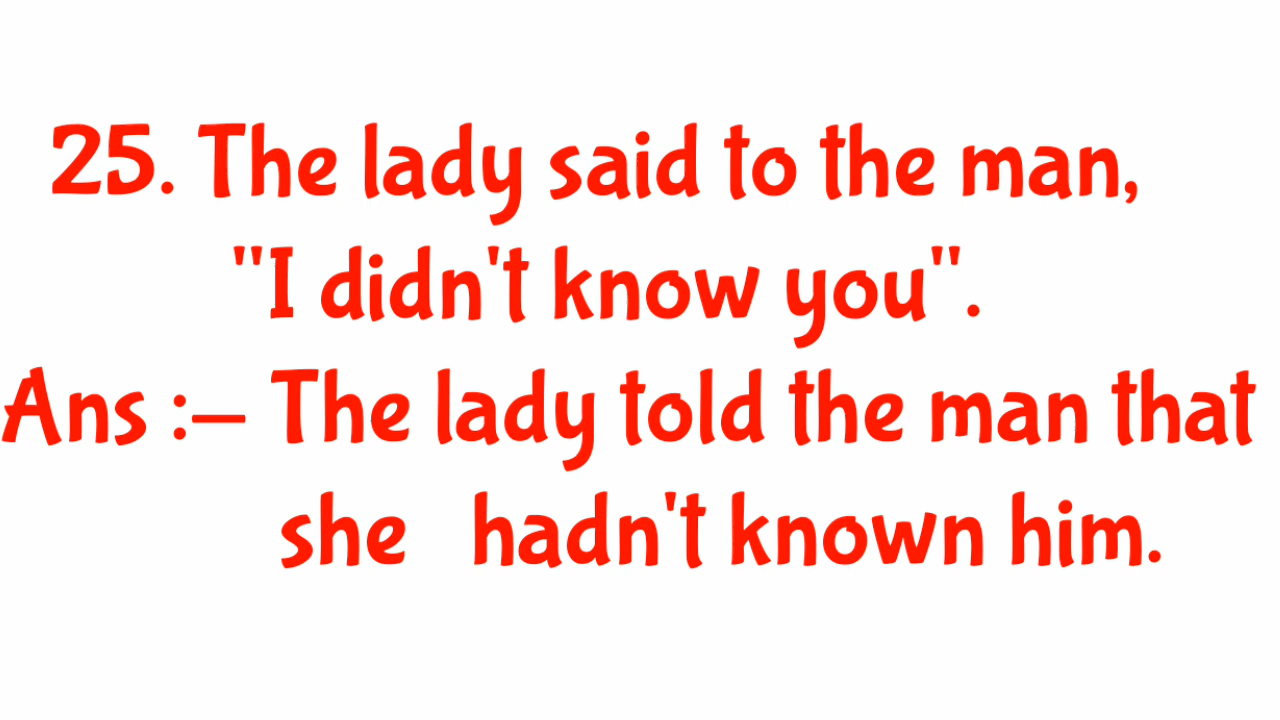 25. The lady said to the man,
"I didn't know you".
Ans :– The lady told the man that
she hadn't known him.